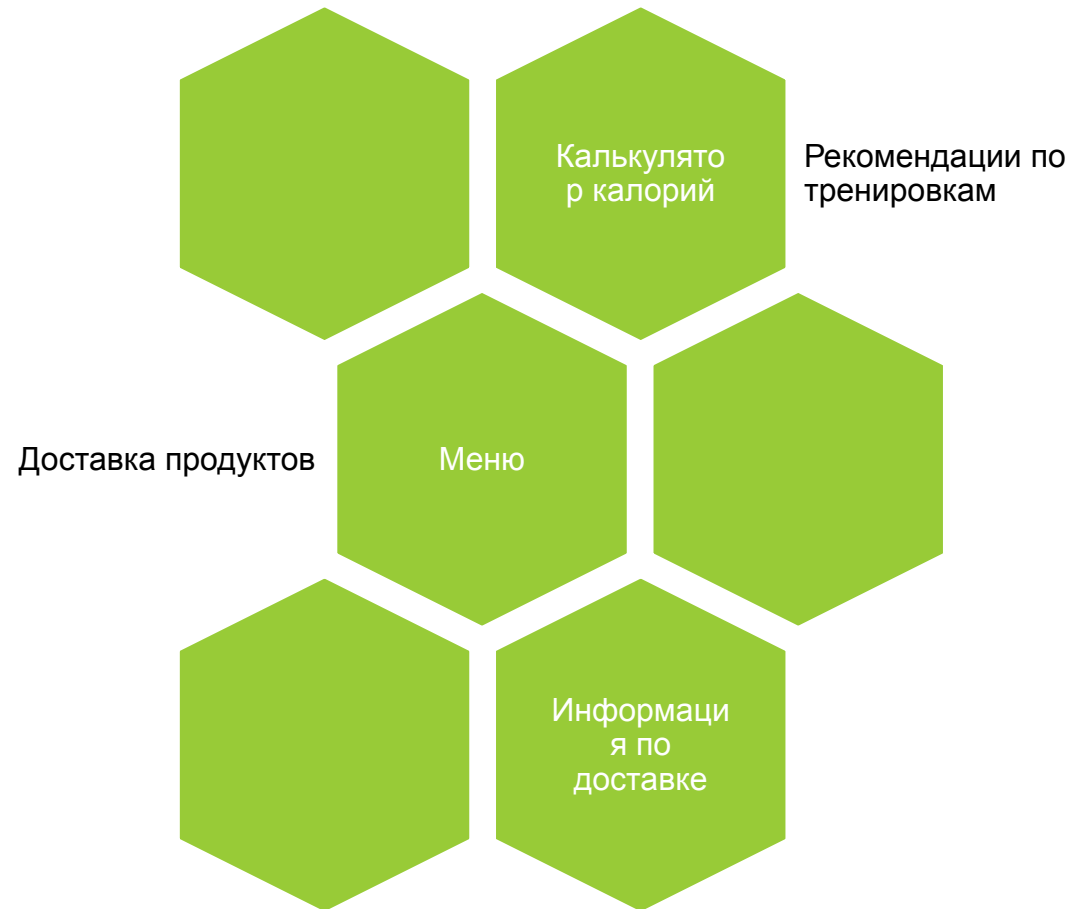 Калькулято
р калорий
Рекомендации по
тренировкам
Доставка продуктов
Меню
Информаци
я по
доставке